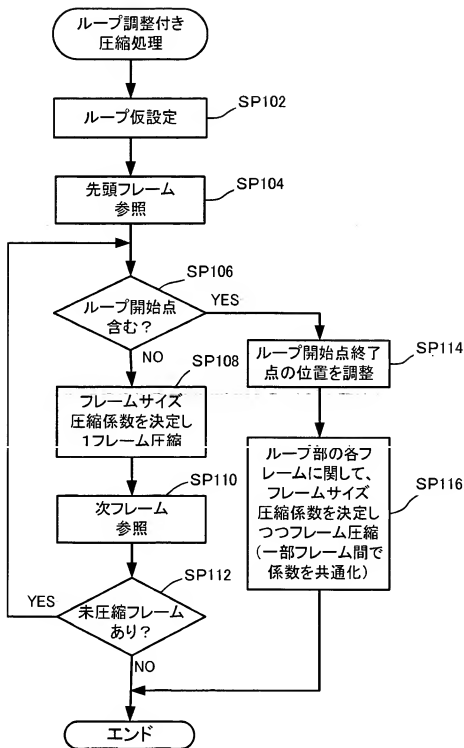 ループ調整付き
圧縮処理
SP102
ループ仮設定
SP104
先頭フレーム
参照
SP106
ループ開始点
含む?
YES
NO
SP108
フレームサイズ
圧縮係数を決定し
1フレーム圧縮
SP110
次フレーム
参照
SP112
YES
未圧縮フレーム
あり?
NO
SP114
ループ開始点終了
点の位置を調整
SP116
ループ部の各フ
レームに関して、
フレームサイズ
圧縮係数を決定し
つつフレーム圧縮
(一部フレーム間で
係数を共通化)
エンド